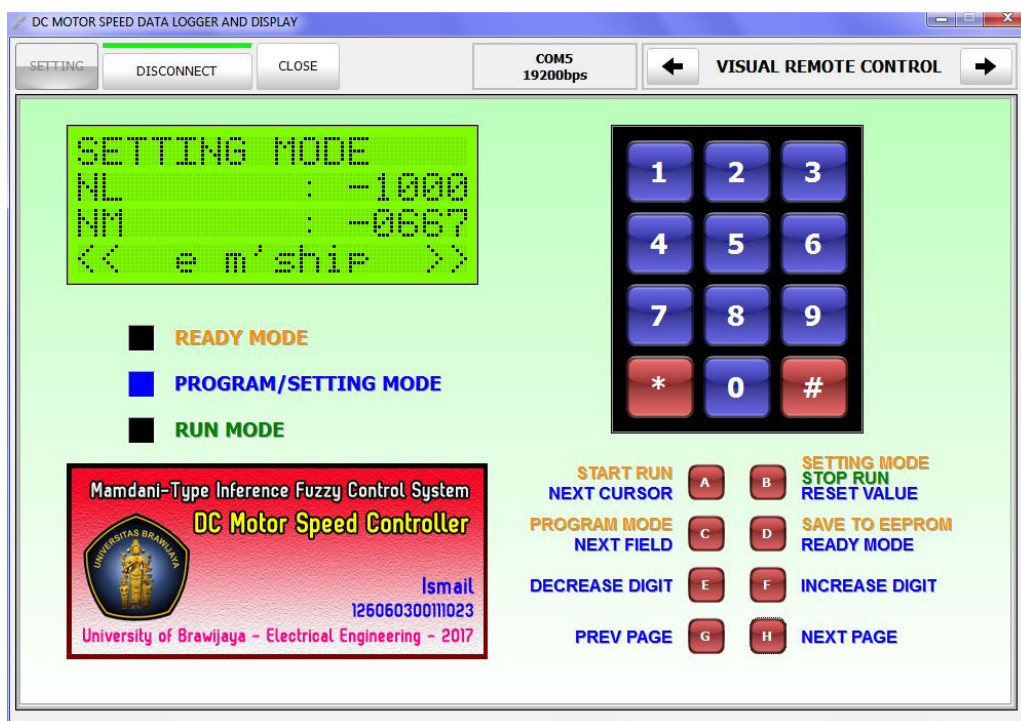 DC MOTOR SPEED DATA LOGGER AND DISPLAY
SETTING
DISCONNECT
CLOSE
COM5
19200bps
VISUAL REMOTE CONTROL
SETTING MODE
NL : -1000
NM : -0667
<< e m'ship >>
READY MODE
PROGRAM/SETTING MODE
RUN MODE
Mamdani-Type Inference Fuzzy Control System
DC Motor Speed Controller
UNIVERSITAS BRAWIJAYA
Ismail
126060300111023
University of Brawijaya - Electrical Engineering - 2017
1 2 3
4 5 6
7 8 9
* 0 #
START RUN
NEXT CURSOR
A
B
SETTING MODE
STOP RUN
RESET VALUE
PROGRAM MODE
NEXT FIELD
C
D
SAVE TO EEPROM
READY MODE
DECREASE DIGIT
E
F
INCREASE DIGIT
PREV PAGE
G
H
NEXT PAGE